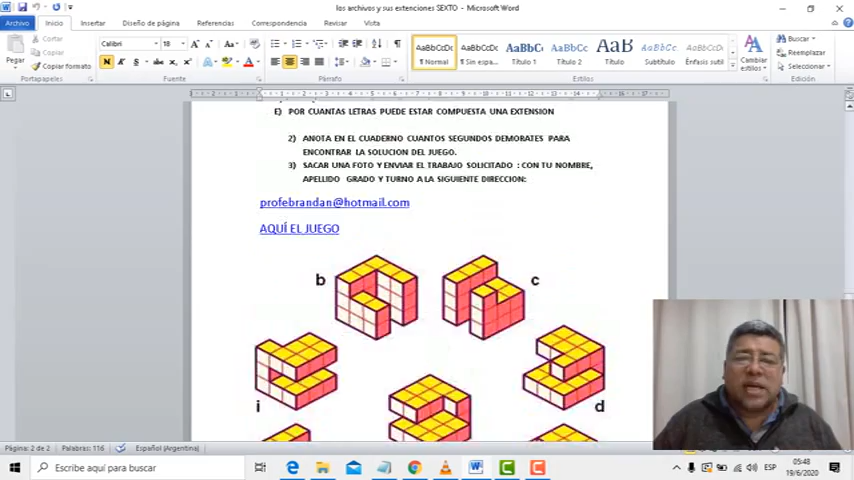 los archivos y sus extenciones SEXTO - Microsoft Word
Archivo Inicio Insertar Diseño de página Referencias Correspondencia Revisar Vista
Cortar
Copiar
Copiar formato
Pegar
Portapapeles
Calibri 18
N K S abc
Fuente
Párrafo
AaBbCcDc AaBbCcDc AaBbC AaBbCc AaB AaBbCc. AaBbCcDc
¶ Normal ¶ Sin espa... Título 1 Título 2 Título Subtítulo Énfasis sutil
Cambiar estilos
Estilos
Buscar
Reemplazar
Seleccionar
Edición
E) POR CUANTAS LETRAS PUEDE ESTAR COMPUESTA UNA EXTENSION
2) ANOTA EN EL CUADERNO CUANTOS SEGUNDOS DEMORATES PARA
ENCONTRAR LA SOLUCION DEL JUEGO.
3) SACAR UNA FOTO Y ENVIAR EL TRABAJO SOLICITADO : CON TU NOMBRE,
APELLIDO GRADO Y TURNO A LA SIGUIENTE DIRECCION:
profebrandan@hotmail.com
AQUÍ EL JUEGO
b c
i d
Página: 2 de 2 Palabras: 116 Español (Argentina)
Escribe aquí para buscar
ESP
05:48
19/6/2020